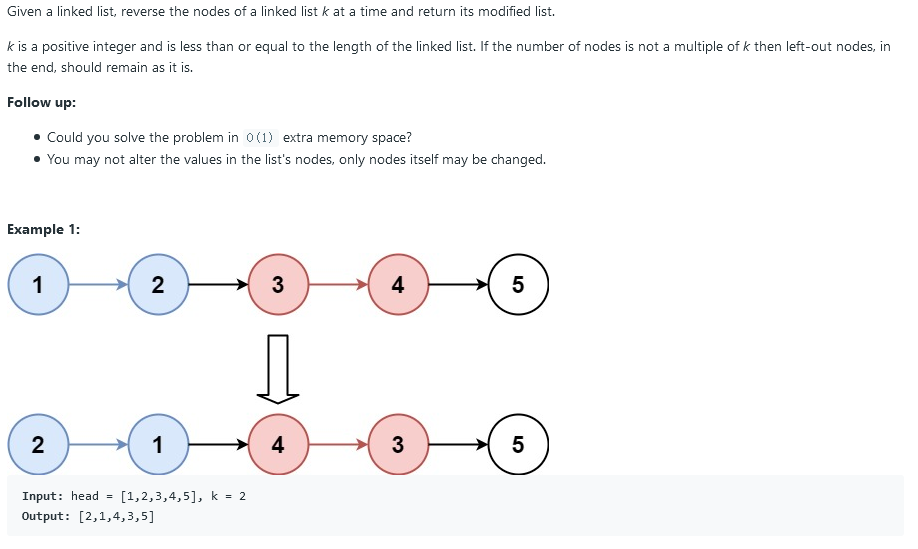 Given a linked list, reverse the nodes of a linked list k at a time and return its modified list.
k is a positive integer and is less than or equal to the length of the linked list. If the number of nodes is not a multiple of k then left-out nodes, in
the end, should remain as it is.
Follow up:
• Could you solve the problem in O(1) extra memory space?
• You may not alter the values in the list's nodes, only nodes itself may be changed.
Example 1:
1 2 3 4 5
2 1 4 3 5
Input: head = [1,2,3,4,5], k = 2
Output: [2,1,4,3,5]